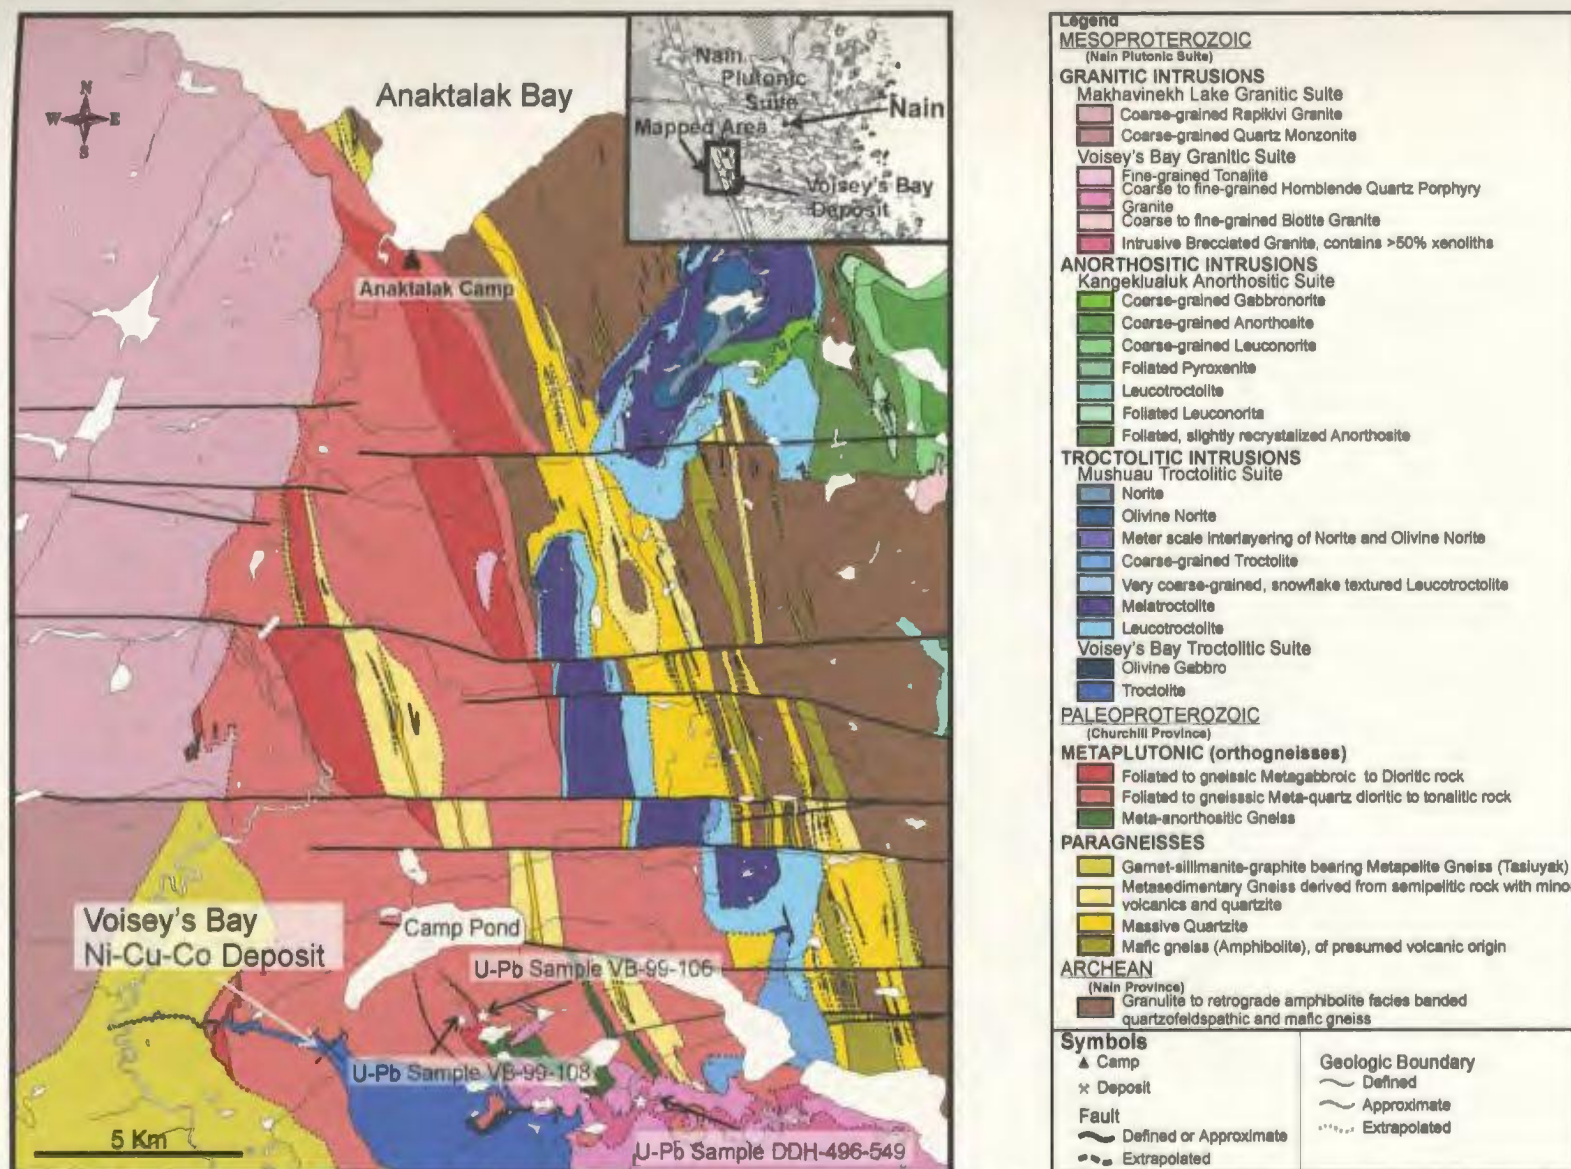 Anaktalak Bay
N
W E
S
Nain
Plutonic
Suite
Nain
Mapped Area
Voisey's Bay
Deposit
Anaktalak Camp
Voisey's Bay
Ni-Cu-Co Deposit
Camp Pond
U-Pb Sample VB-99-106
U-Pb Sample VB-99-108
5 Km
U-Pb Sample DDH-496-549
Legend
MESOPROTEROZOIC
(Nain Plutonic Suite)
GRANITIC INTRUSIONS
Makhavinekh Lake Granitic Suite
Coarse-grained Rapikivi Granite
Coarse-grained Quartz Monzonite
Voisey's Bay Granitic Suite
Fine-grained Tonalite
Coarse to fine-grained Hornblende Quartz Porphyry
Granite
Coarse to fine-grained Biotite Granite
Intrusive Brecciated Granite, contains >50% xenoliths
ANORTHOSITIC INTRUSIONS
Kangeklualuk Anorthositic Suite
Coarse-grained Gabbronorite
Coarse-grained Anorthosite
Coarse-grained Leuconorite
Foliated Pyroxenite
Leucotroctolite
Foliated Leuconorite
Foliated, slightly recrystalized Anorthosite
TROCTOLITIC INTRUSIONS
Mushuau Troctolitic Suite
Norite
Olivine Norite
Meter scale interlayering of Norite and Olivine Norite
Coarse-grained Troctolite
Very coarse-grained, snowflake textured Leucotroctolite
Melatroctolite
Leucotroctolite
Voisey's Bay Troctolitic Suite
Olivine Gabbro
Troctolite
PALEOPROTEROZOIC
(Churchill Province)
METAPLUTONIC (orthogneisses)
Foliated to gneissic Metagabbroic to Dioritic rock
Foliated to gneisssic Meta-quartz dioritic to tonalitic rock
Meta-anorthositic Gneiss
PARAGNEISSES
Garnet-sillimanite-graphite bearing Metapelite Gneiss (Tasiuyak)
Metasedimentary Gneiss derived from semipelitic rock with mino
volcanics and quartzite
Massive Quartzite
Mafic gneiss (Amphibolite), of presumed volcanic origin
ARCHEAN
(Nain Province)
Granulite to retrograde amphibolite facies banded
quartzofeldspathic and mafic gneiss
Symbols
Camp
Deposit
Fault
Defined or Approximate
Extrapolated
Geologic Boundary
Defined
Approximate
Extrapolated